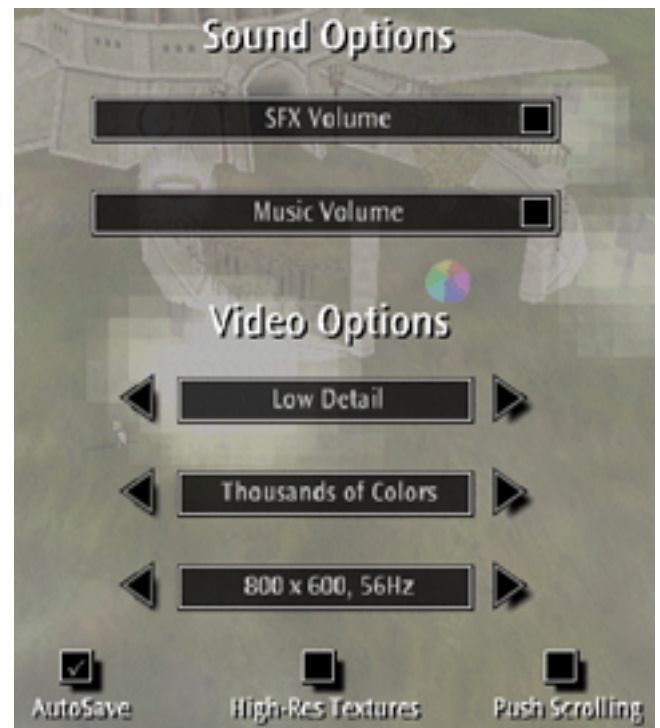 Sound Options
SFX Volume
Music Volume
Video Options
Low Detail
Thousands of Colors
800 x 600, 56Hz
AutoSave High-Res Textures Push Scrolling